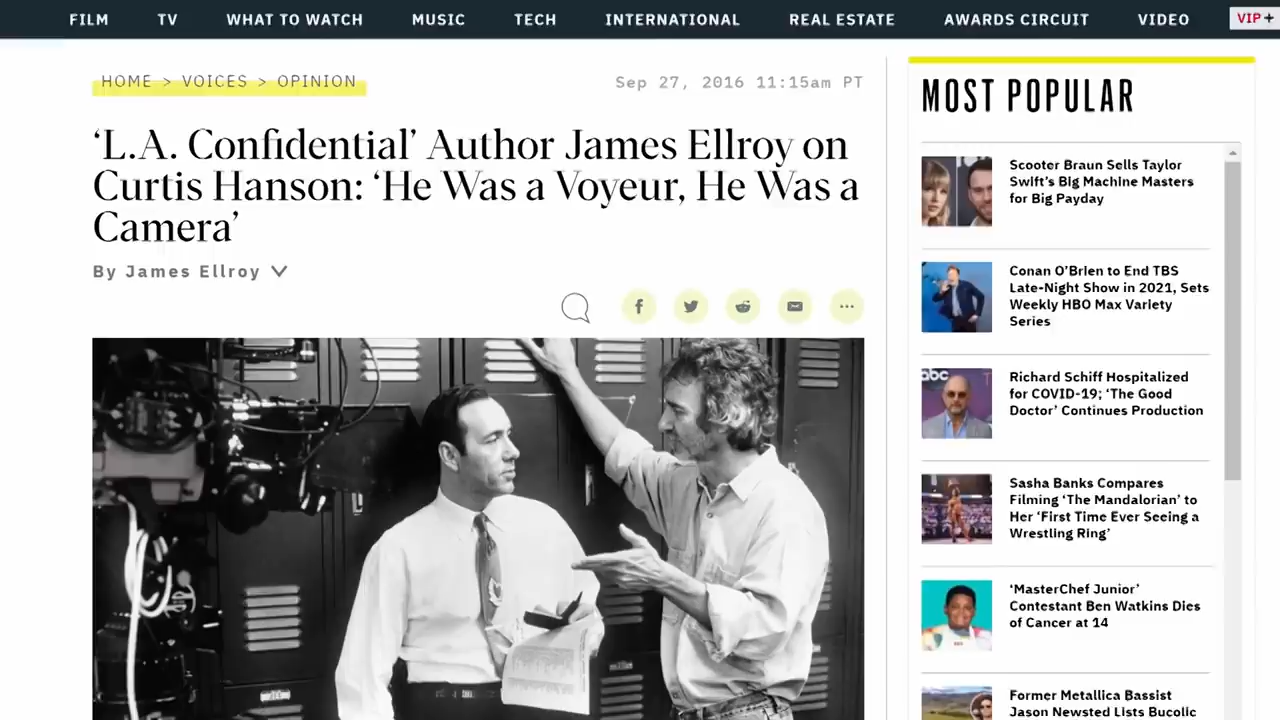 FILM TV WHAT TO WATCH MUSIC TECH INTERNATIONAL REAL ESTATE AWARDS CIRCUIT VIDEO VIP+
HOME > VOICES > OPINION
Sep 27, 2016 11:15am PT
‘L.A. Confidential’ Author James Ellroy on
Curtis Hanson: ‘He Was a Voyeur, He Was a
Camera’
By James Ellroy
MOST POPULAR
Scooter Braun Sells Taylor
Swift’s Big Machine Masters
for Big Payday
Conan O’Brien to End TBS
Late-Night Show in 2021, Sets
Weekly HBO Max Variety
Series
abc
Richard Schiff Hospitalized
for COVID-19; ‘The Good
Doctor’ Continues Production
Sasha Banks Compares
Filming ‘The Mandalorian’ to
Her ‘First Time Ever Seeing a
Wrestling Ring’
‘MasterChef Junior’
Contestant Ben Watkins Dies
of Cancer at 14
Former Metallica Bassist
Jason Newsted Lists Bucolic